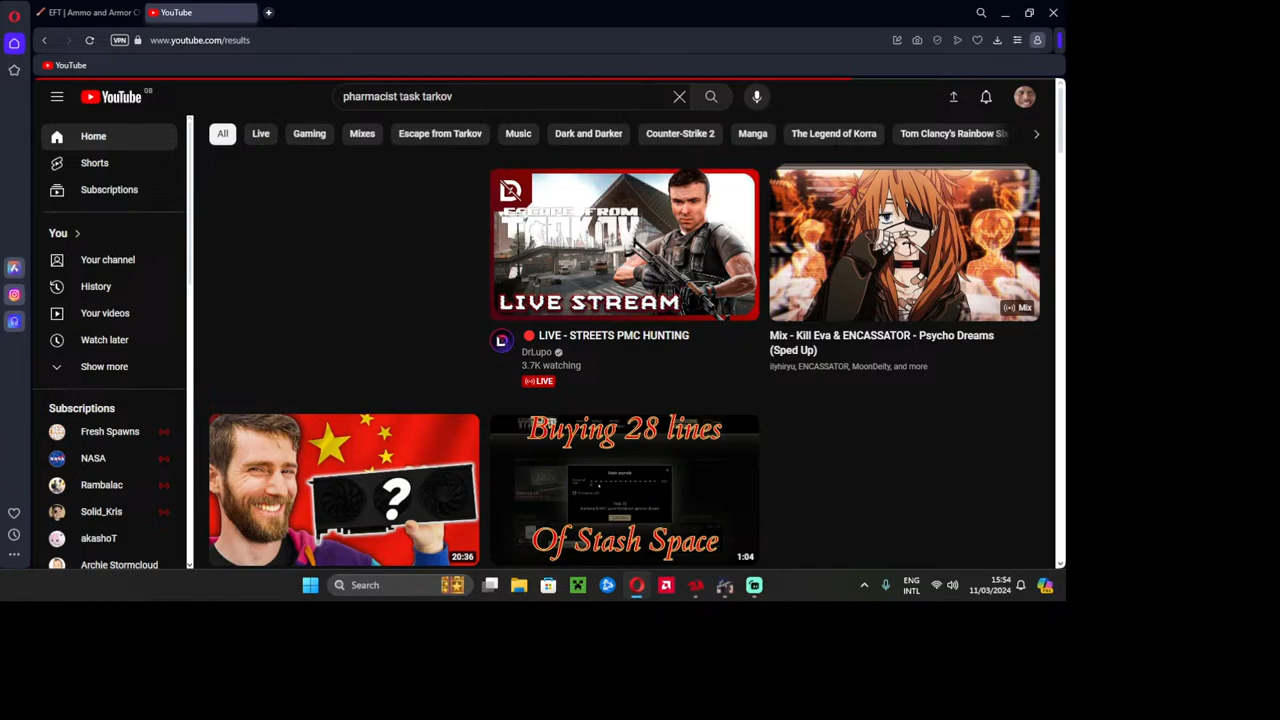 EFT | Ammo and Armor C
YouTube
VPN
www.youtube.com/results
YouTube
YouTube GB
pharmacist task tarkov
All
Live
Gaming
Mixes
Escape from Tarkov
Music
Dark and Darker
Counter-Strike 2
Manga
The Legend of Korra
Tom Clancy's Rainbow Six
Home
Shorts
Subscriptions
You
Your channel
History
Your videos
Watch later
Show more
Subscriptions
Fresh Spawns
NASA
Rambalac
Solid_Kris
akashoT
Archie Stormcloud
ESCAPE FROM
TARKOV
LIVE STREAM
LIVE - STREETS PMC HUNTING
DrLupo
3.7K watching
LIVE
Mix
Mix - Kill Eva & ENCASSATOR - Psycho Dreams
(Sped Up)
ilyhiryu, ENCASSATOR, MoonDeity, and more
?
20:36
Buying 28 lines
Of Stash Space
1:04
Search
ENG
INTL
15:54
11/03/2024